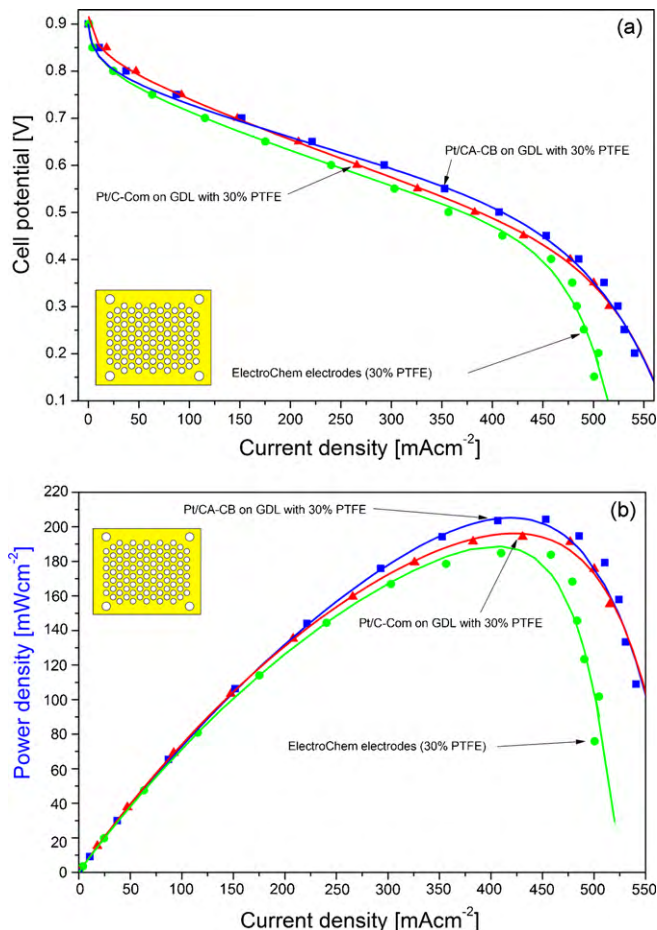 (a)
Cell potential [V]
0.9
0.8
0.7
0.6
0.5
0.4
0.3
0.2
0.1
Pt/CA-CB on GDL with 30% PTFE
Pt/C-Com on GDL with 30% PTFE
ElectroChem electrodes (30% PTFE)
0 50 100 150 200 250 300 350 400 450 500 550
Current density [mAcm⁻²]
(b)
Power density [mWcm⁻²]
220
200
180
160
140
120
100
80
60
40
20
0
Pt/CA-CB on GDL with 30% PTFE
Pt/C-Com on GDL with 30% PTFE
ElectroChem electrodes (30% PTFE)
0 50 100 150 200 250 300 350 400 450 500 550
Current density [mAcm⁻²]